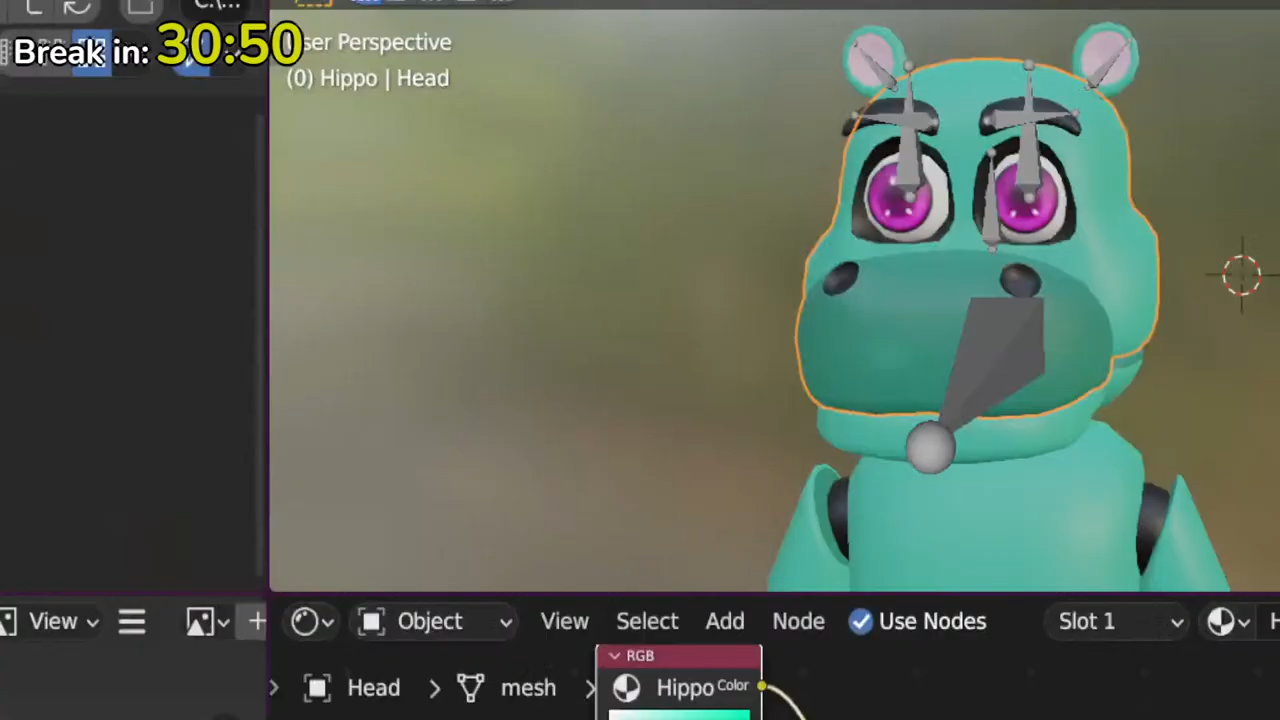 C:\...
Break in: 30:50
ser Perspective
(0) Hippo | Head
View
Object
View
Select
Add
Node
Use Nodes
Slot 1
H
RGB
Head
mesh
Hippo
Color